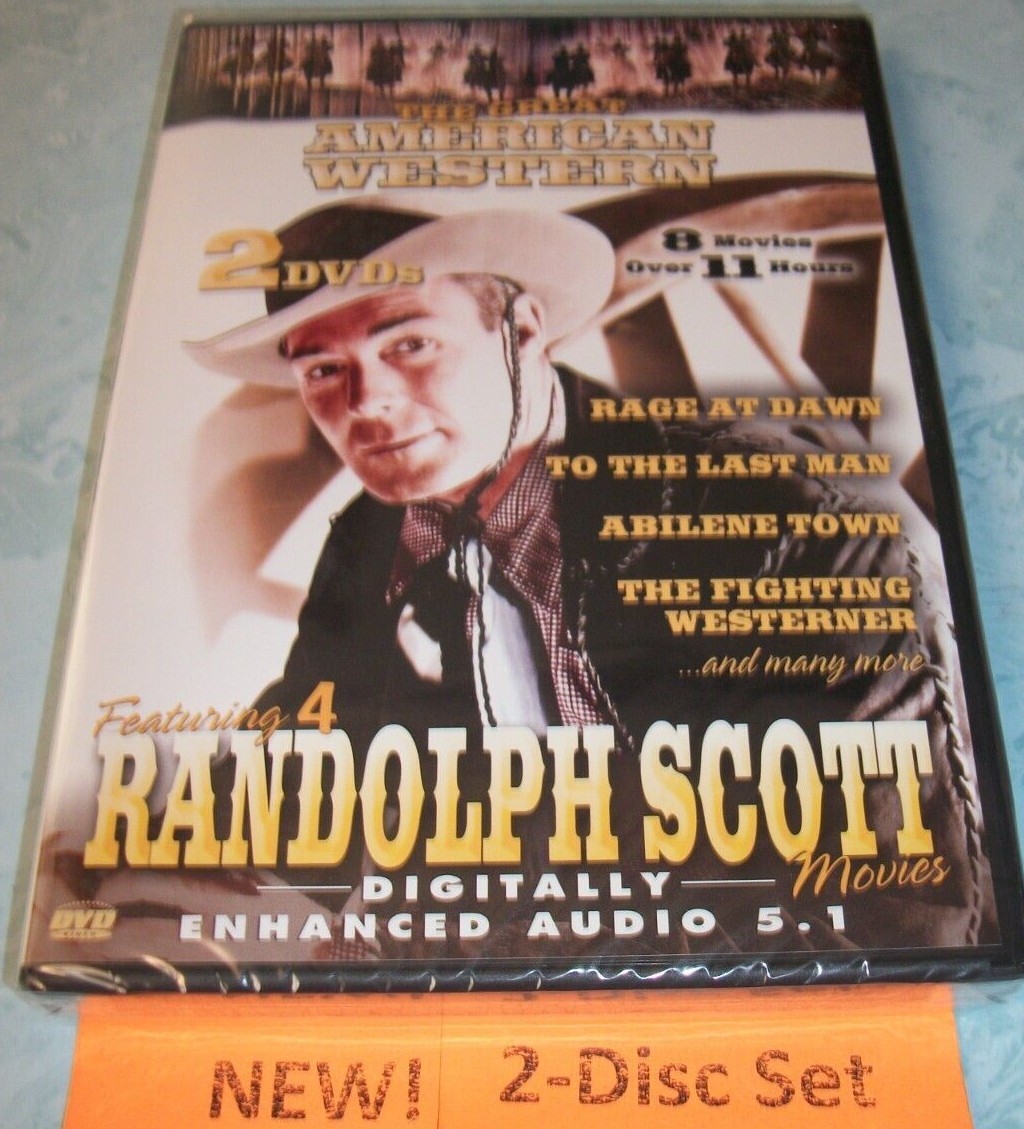 THE GREAT
AMERICAN
WESTERN
2 DVDs
8 Movies
Over 11 Hours
RAGE AT DAWN
TO THE LAST MAN
ABILENE TOWN
THE FIGHTING
WESTERNER
...and many more
Featuring 4
RANDOLPH SCOTT
Movies
DIGITALLY
ENHANCED AUDIO 5.1
DVD
NEW! 2-Disc Set